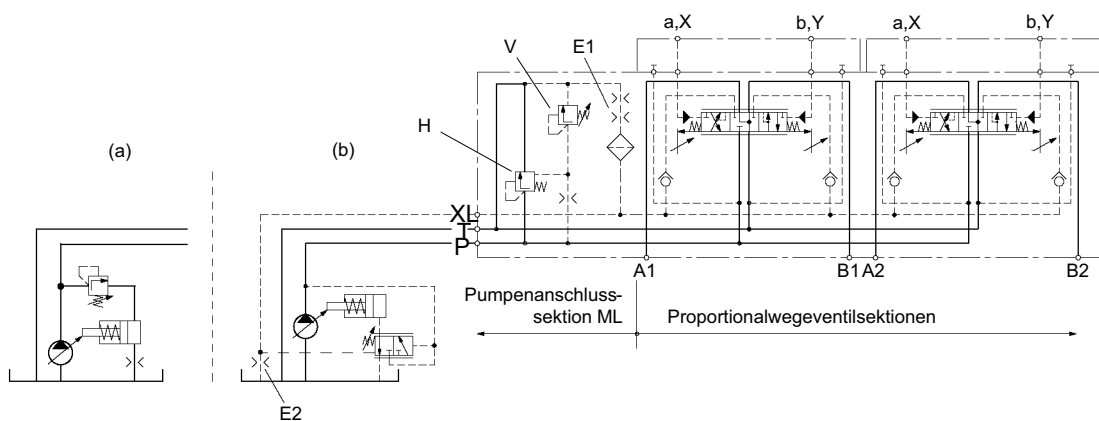 a,X
b,Y
a,X
b,Y
V
E1
H
(a)
(b)
XL
T
P
A1
B1
A2
B2
Pumpenanschluss-
sektion ML
Proportionalwegeventilsektionen
E2